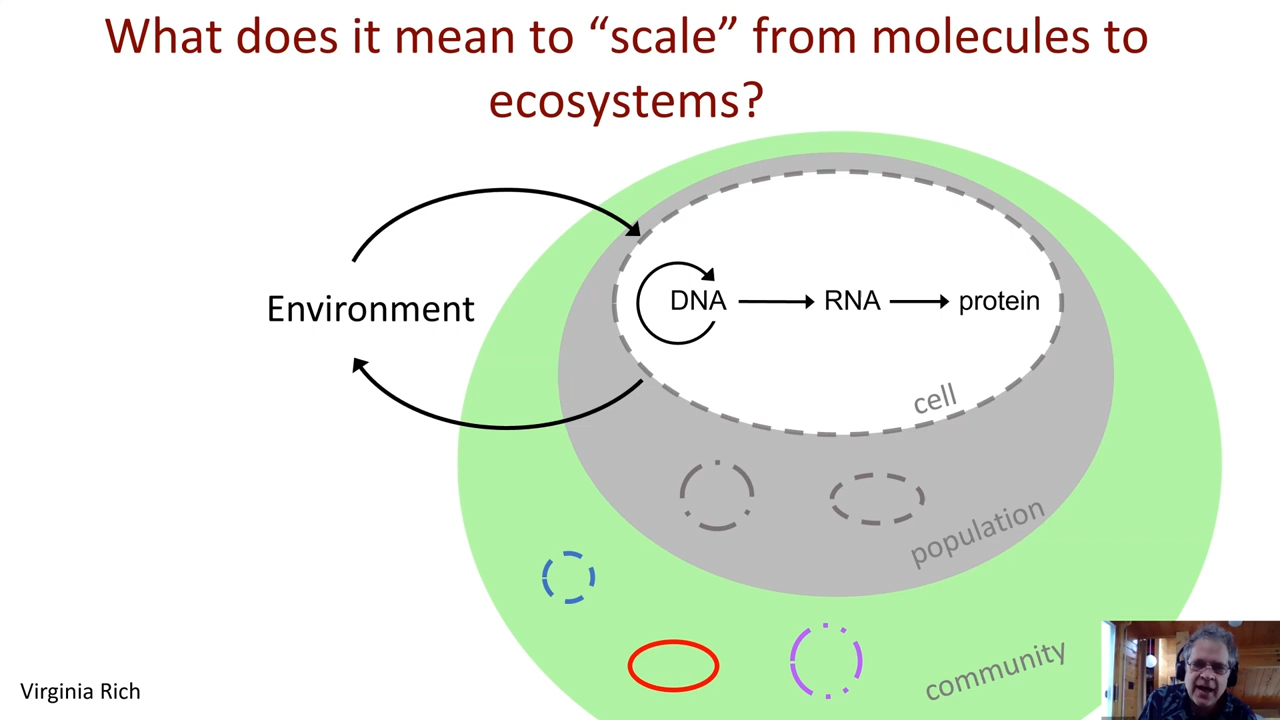 What does it mean to “scale” from molecules to
ecosystems?
Environment
DNA → RNA → protein
cell
population
community
Virginia Rich